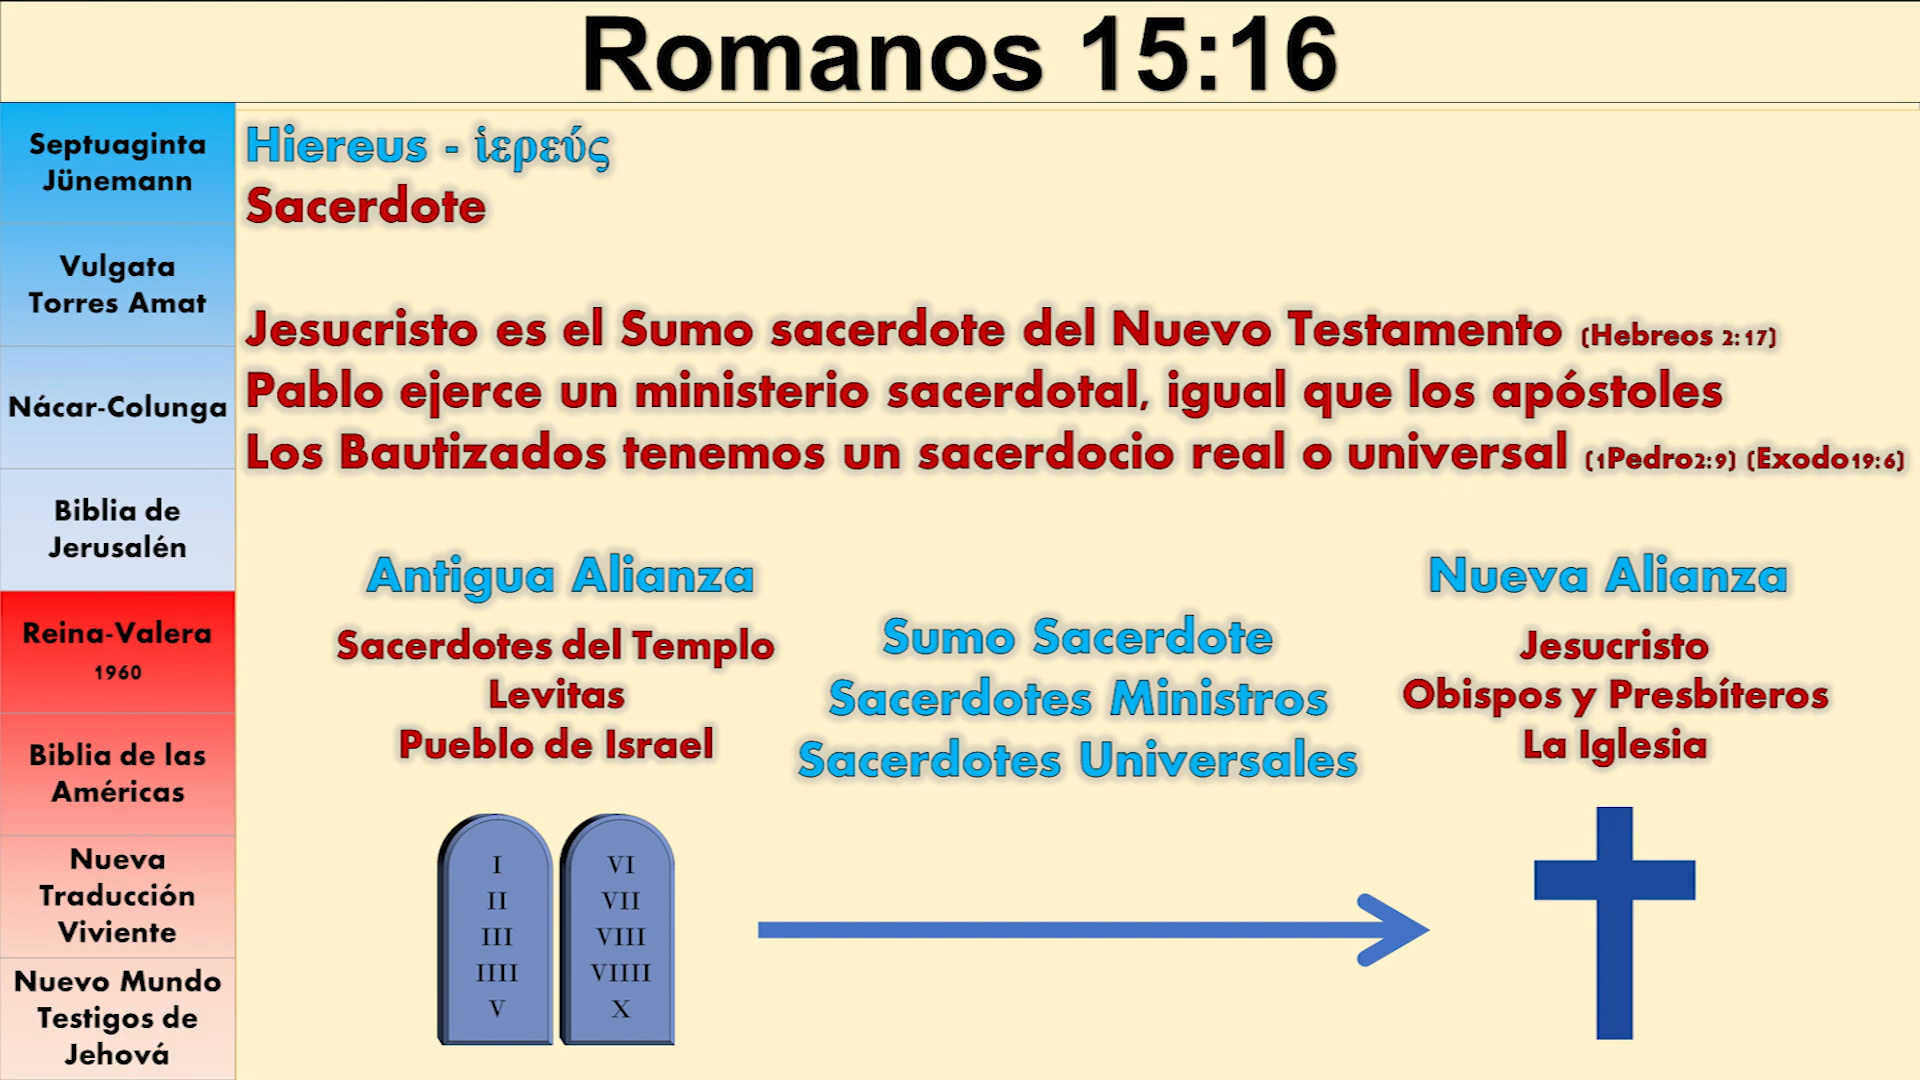 Romanos 15:16
Septuaginta
Jünemann
Vulgata
Torres Amat
Nácar-Colunga
Biblia de
Jerusalén
Reina-Valera
1960
Biblia de las
Américas
Nueva
Traducción
Viviente
Nuevo Mundo
Testigos de
Jehová
Hiereus - ἱερεύς
Sacerdote
Jesucristo es el Sumo sacerdote del Nuevo Testamento (Hebreos 2:17)
Pablo ejerce un ministerio sacerdotal, igual que los apóstoles
Los Bautizados tenemos un sacerdocio real o universal (1Pedro2:9) (Exodo19:6)
Antigua Alianza
Sacerdotes del Templo
Levitas
Pueblo de Israel
Sumo Sacerdote
Sacerdotes Ministros
Sacerdotes Universales
Nueva Alianza
Jesucristo
Obispos y Presbíteros
La Iglesia
I
II
III
IIII
V
VI
VII
VIII
VIIII
X